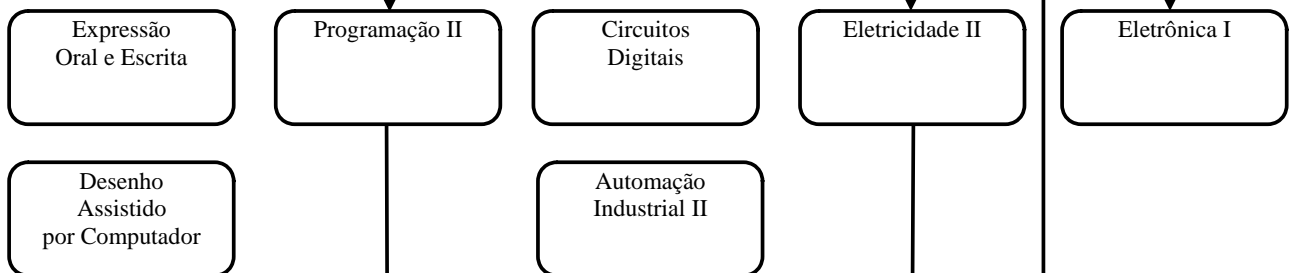 Expressão
Oral e Escrita
Programação II
Circuitos
Digitais
Eletricidade II
Eletrônica I
Desenho
Assistido
por Computador
Automação
Industrial II